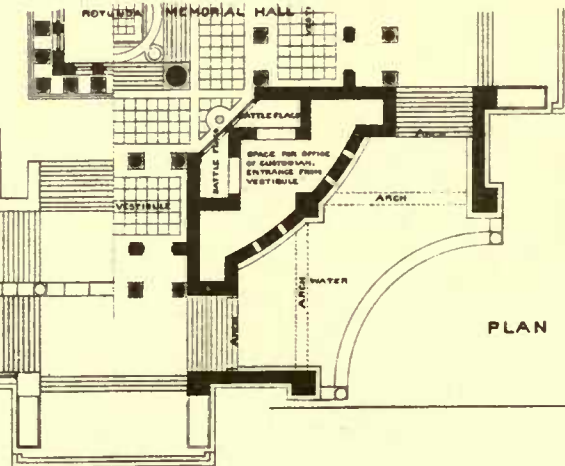 ROTUNDA
MEMORIAL HALL
VESTI
BATTLE FLAGS
BATTLE FLAGS
SPACE FOR OFFICE
OF CUSTODIAN,
ENTRANCE FROM
VESTIBULE
VESTIBULE
ARCH
ARCH
ARCH
WATER
ARCH
PLAN